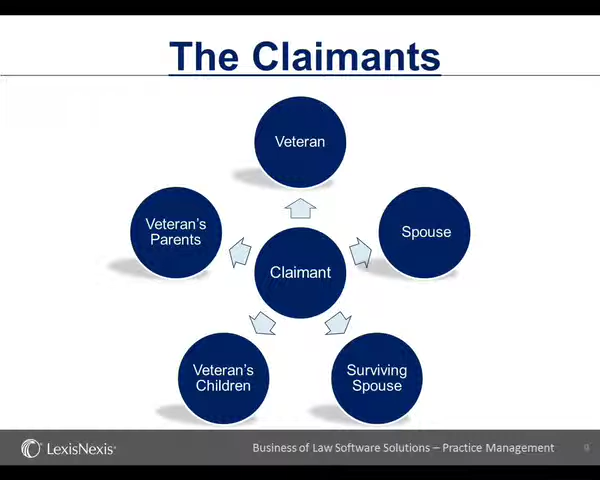 The Claimants
Veteran
Veteran's
Parents
Spouse
Claimant
Veteran's
Children
Surviving
Spouse
LexisNexis®
Business of Law Software Solutions – Practice Management
9